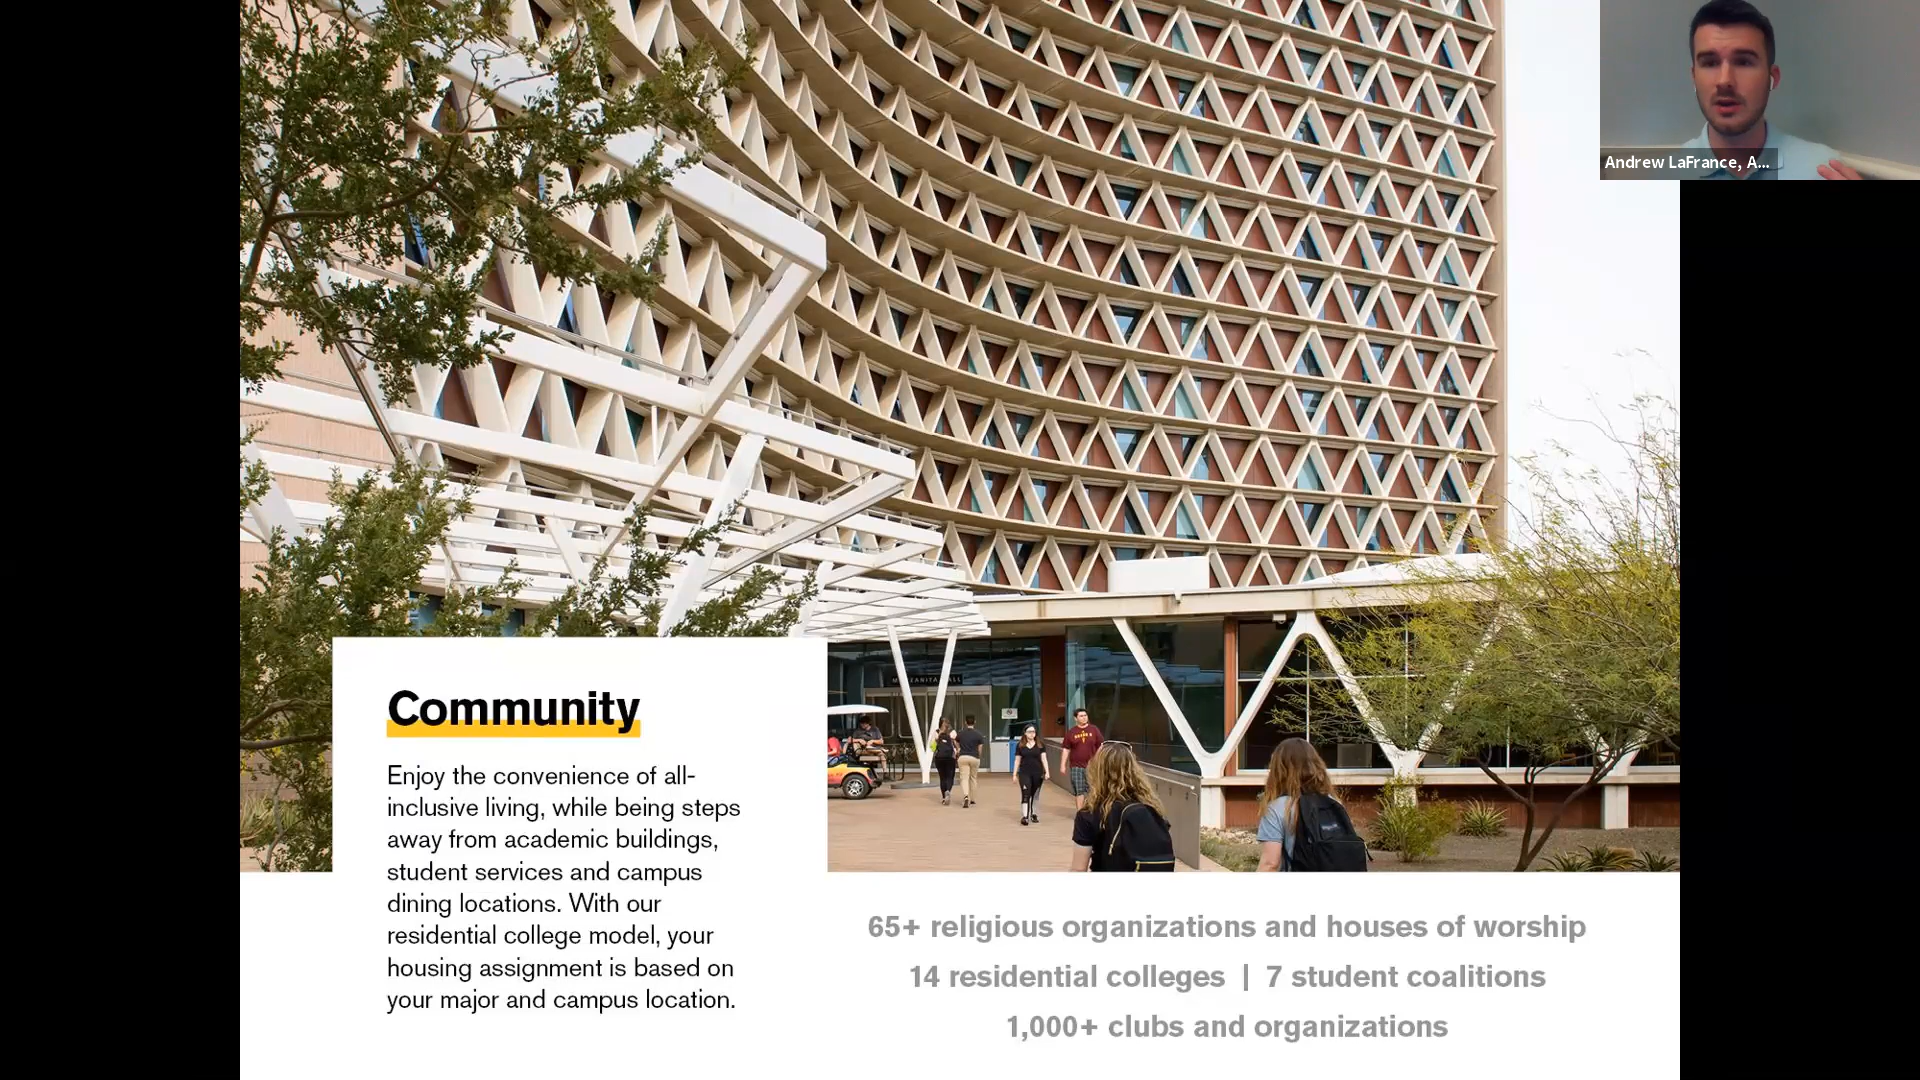 Andrew LaFrance, A...
MANZANITA HALL
Community
Enjoy the convenience of all-
inclusive living, while being steps
away from academic buildings,
student services and campus
dining locations. With our
residential college model, your
housing assignment is based on
your major and campus location.
65+ religious organizations and houses of worship
14 residential colleges | 7 student coalitions
1,000+ clubs and organizations